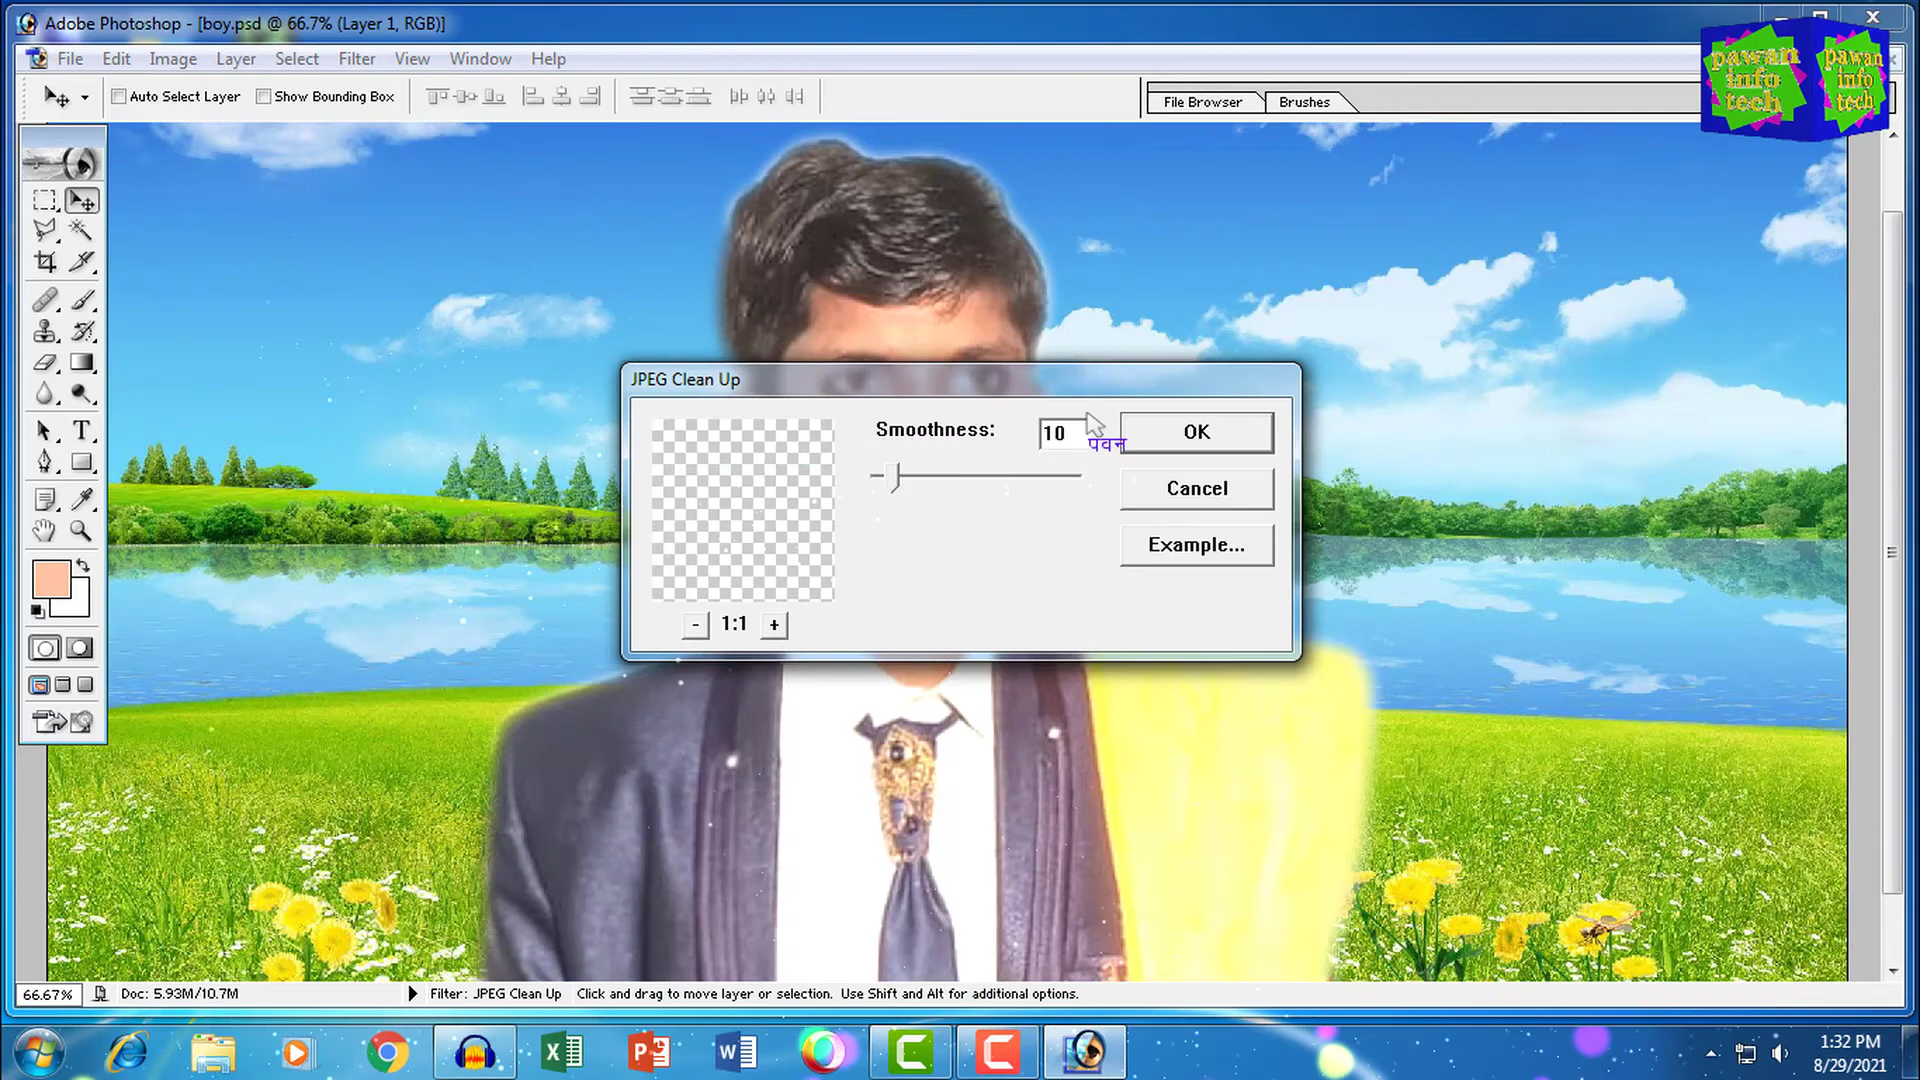 Adobe Photoshop - [boy.psd @ 66.7% (Layer 1, RGB)]
File Edit Image Layer Select Filter View Window Help
pawan info tech
pawan info tech
Auto Select Layer Show Bounding Box
File Browser Brushes
JPEG Clean Up
Smoothness: 10 OK
पवन
Cancel
Example...
- 1:1 +
66.67% Doc: 5.93M/10.7M Filter: JPEG Clean Up Click and drag to move layer or selection. Use Shift and Alt for additional options.
1:32 PM
8/29/2021